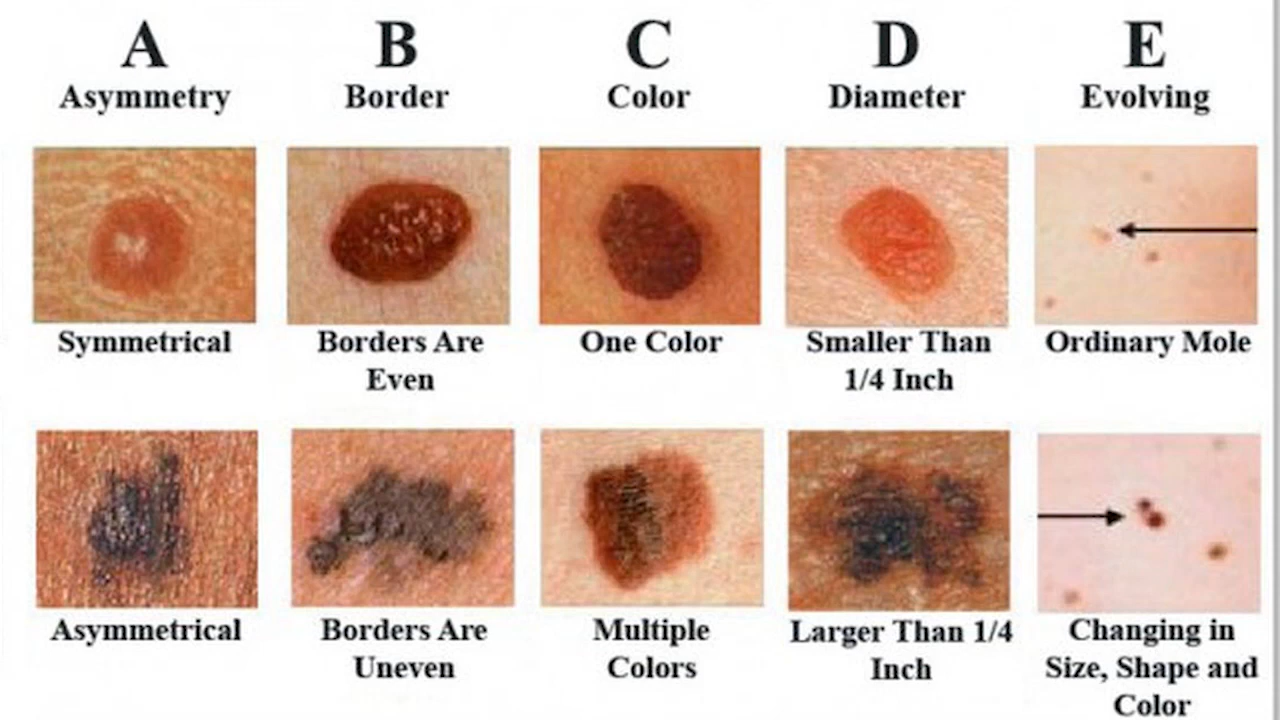 A
B
C
D
E
Asymmetry
Border
Color
Diameter
Evolving
Symmetrical
Borders Are
Even
One Color
Smaller Than
1/4 Inch
Ordinary Mole
Asymmetrical
Borders Are
Uneven
Multiple
Colors
Larger Than 1/4
Inch
Changing in
Size, Shape and
Color